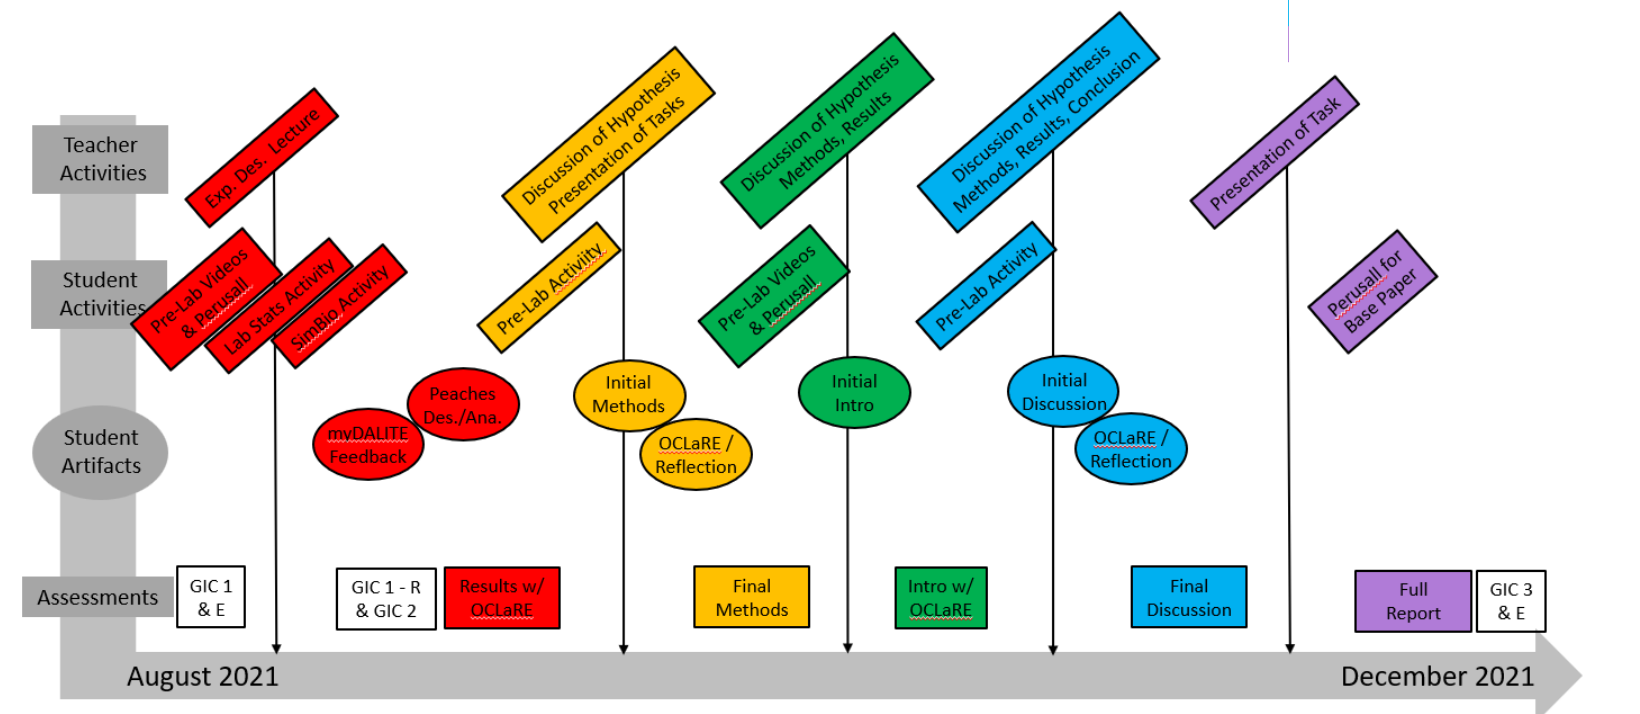 Teacher
Activities
Exp. Des. Lecture
Discussion of Hypothesis
Presentation of Tasks
Discussion of Hypothesis
Methods, Results
Discussion of Hypothesis
Methods, Results, Conclusion
Presentation of Task
Student
Activities
Pre-Lab Videos
& Perusall
Lab Stats Activity
SimBio Activity
Pre-Lab Activiity
Pre-Lab Videos
& Perusall
Pre-Lab Activity
Perusall for
Base Paper
Student
Artifacts
myDALITE
Feedback
Peaches
Des./Ana.
Initial
Methods
OCLaRE /
Reflection
Initial
Intro
Initial
Discussion
OCLaRE /
Reflection
Assessments
GIC 1
& E
GIC 1 - R
& GIC 2
Results w/
OCLaRE
Final
Methods
Intro w/
OCLaRE
Final
Discussion
Full
Report
GIC 3
& E
August 2021
December 2021